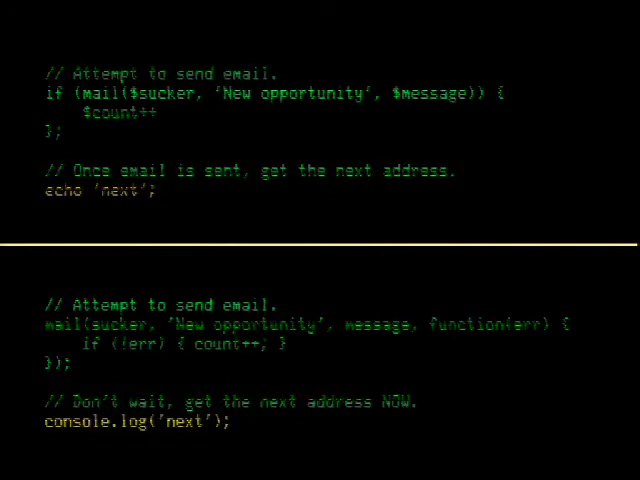 // Attempt to send email.
if (mail($sucker, 'New opportunity', $message)) {
$count++
};
// Once email is sent, get the next address.
echo 'next';
// Attempt to send email.
mail(sucker, 'New opportunity', message, function(err) {
if (!err) { count++; }
});
// Don't wait, get the next address NOW.
console.log('next');